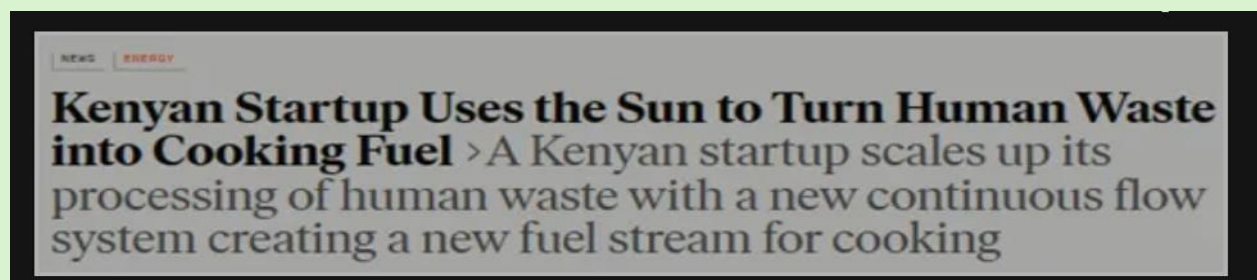 NEWS ENERGY
Kenyan Startup Uses the Sun to Turn Human Waste
into Cooking Fuel >A Kenyan startup scales up its
processing of human waste with a new continuous flow
system creating a new fuel stream for cooking